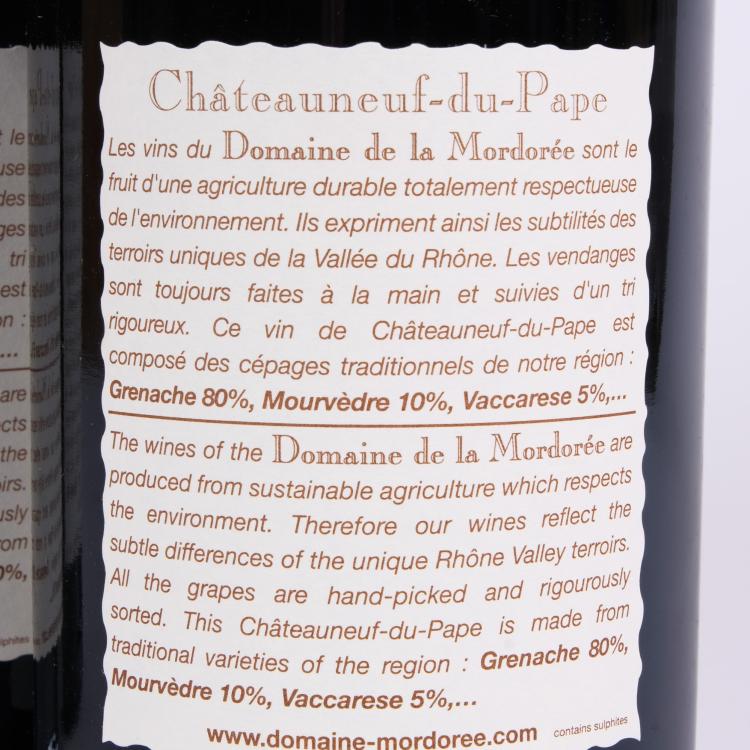 Châteauneuf-du-Pape
Les vins du Domaine de la Mordorée sont le
fruit d'une agriculture durable totalement respectueuse
de l'environnement. Ils expriment ainsi les subtilités des
terroirs uniques de la Vallée du Rhône. Les vendanges
sont toujours faites à la main et suivies d'un tri
rigoureux. Ce vin de Châteauneuf-du-Pape est
composé des cépages traditionnels de notre région :
Grenache 80%, Mourvèdre 10%, Vaccarese 5%,...
The wines of the Domaine de la Mordorée are
produced from sustainable agriculture which respects
the environment. Therefore our wines reflect the
subtle differences of the unique Rhône Valley terroirs.
All the grapes are hand-picked and rigourously
sorted. This Châteauneuf-du-Pape is made from
traditional varieties of the region : Grenache 80%,
Mourvèdre 10%, Vaccarese 5%,...
www.domaine-mordoree.com contains sulphites